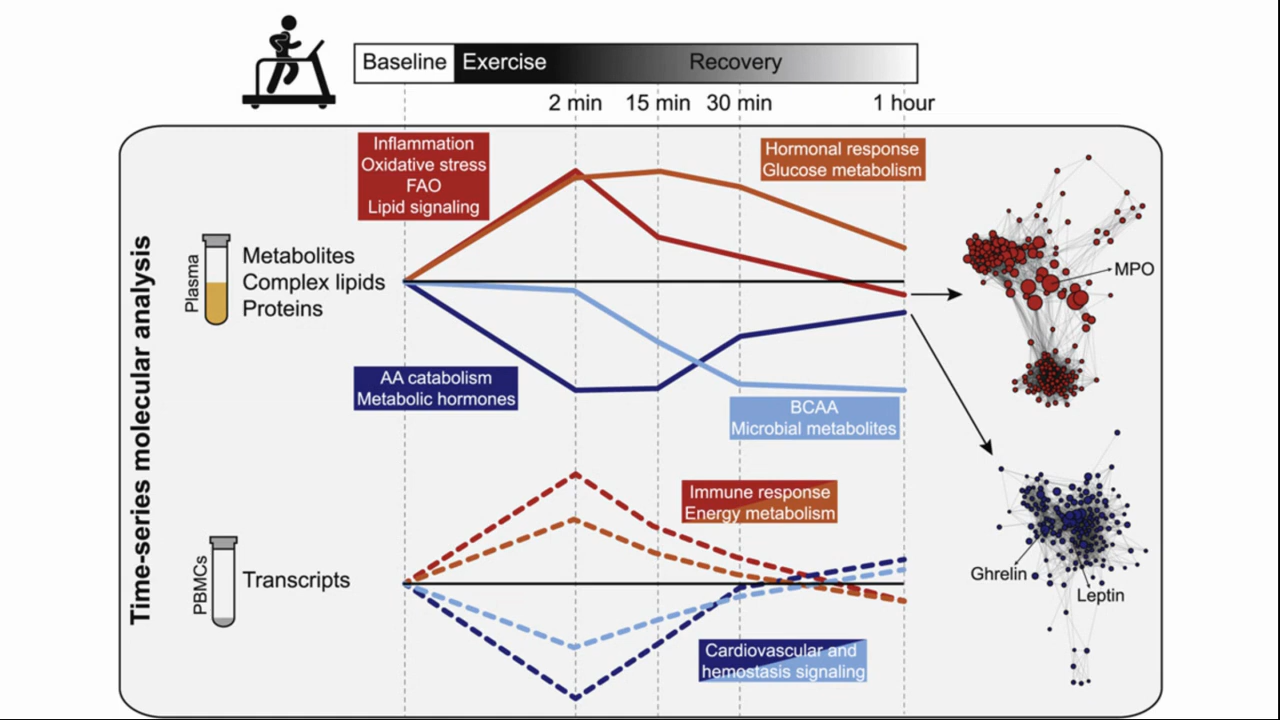 Baseline Exercise Recovery
2 min 15 min 30 min 1 hour
Inflammation
Oxidative stress
FAO
Lipid signaling
Hormonal response
Glucose metabolism
Time-series molecular analysis
Plasma
Metabolites
Complex lipids
Proteins
MPO
AA catabolism
Metabolic hormones
BCAA
Microbial metabolites
Immune response
Energy metabolism
PBMCs
Transcripts
Ghrelin
Leptin
Cardiovascular and
hemostasis signaling